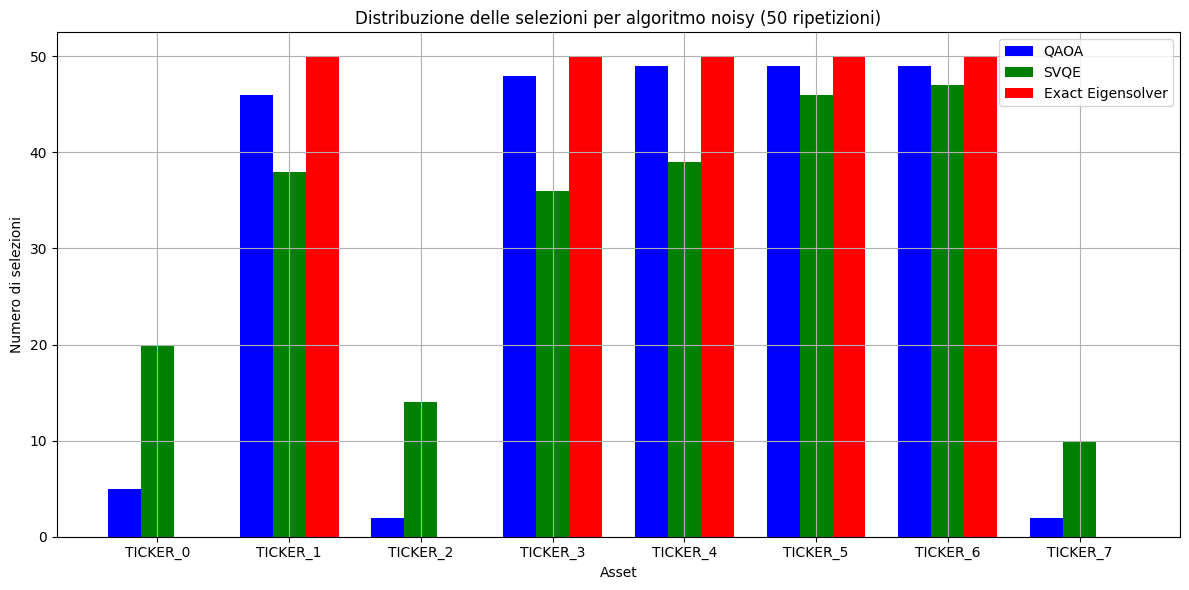 Distribuzione delle selezioni per algoritmo noisy (50 ripetizioni)
QAOA
SVQE
Exact Eigensolver
Numero di selezioni
50
40
30
20
10
0
TICKER_0 TICKER_1 TICKER_2 TICKER_3 TICKER_4 TICKER_5 TICKER_6 TICKER_7
Asset